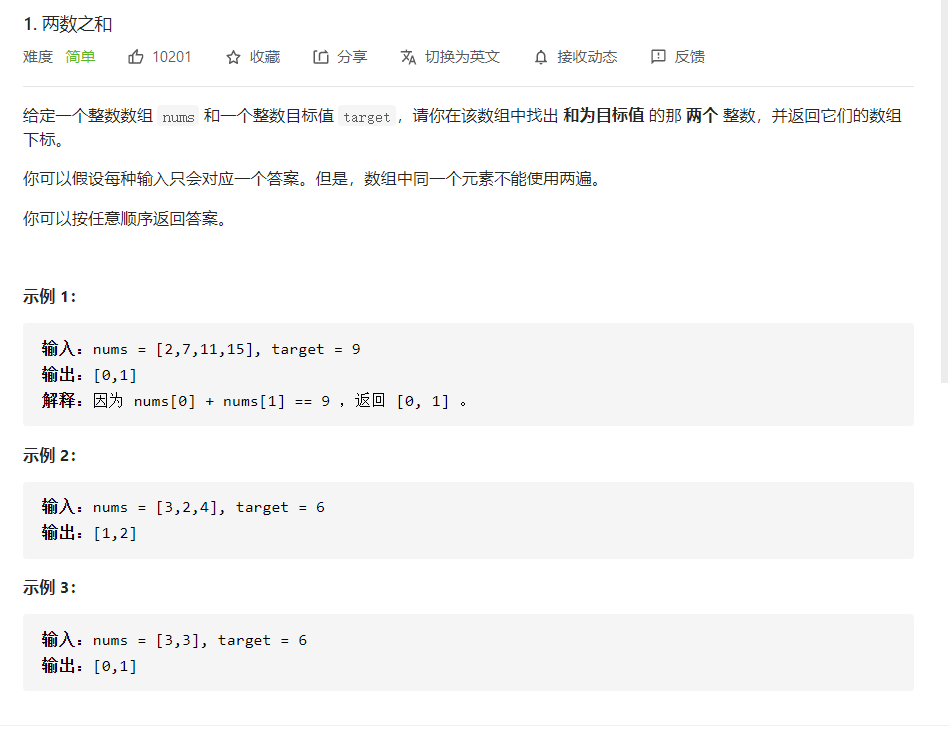 1. 两数之和
难度 简单 10201 收藏 分享 切换为英文 接收动态 反馈
给定一个整数数组 nums 和一个整数目标值 target，请你在该数组中找出 和为目标值 的那 两个 整数，并返回它们的数组
下标。
你可以假设每种输入只会对应一个答案。但是，数组中同一个元素不能使用两遍。
你可以按任意顺序返回答案。
示例 1：
输入：nums = [2,7,11,15], target = 9
输出：[0,1]
解释：因为 nums[0] + nums[1] == 9 ，返回 [0, 1] 。
示例 2：
输入：nums = [3,2,4], target = 6
输出：[1,2]
示例 3：
输入：nums = [3,3], target = 6
输出：[0,1]